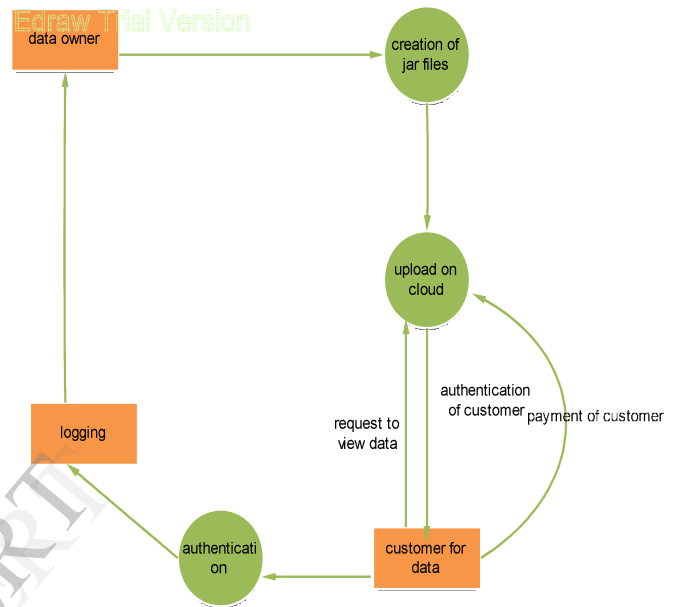 Edraw Trial Version
data owner
creation of
jar files
upload on
cloud
authentication
of customer
payment of customer
request to
view data
logging
authenticati
on
customer for
data
RT